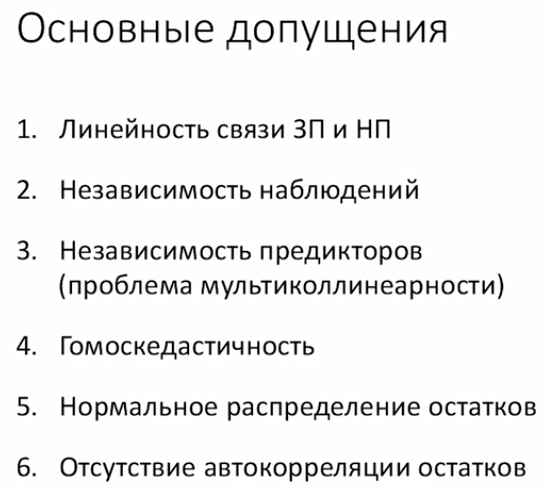 Основные допущения
1. Линейность связи ЗП и НП
2. Независимость наблюдений
3. Независимость предикторов
(проблема мультиколлинеарности)
4. Гомоскедастичность
5. Нормальное распределение остатков
6. Отсутствие автокорреляции остатков